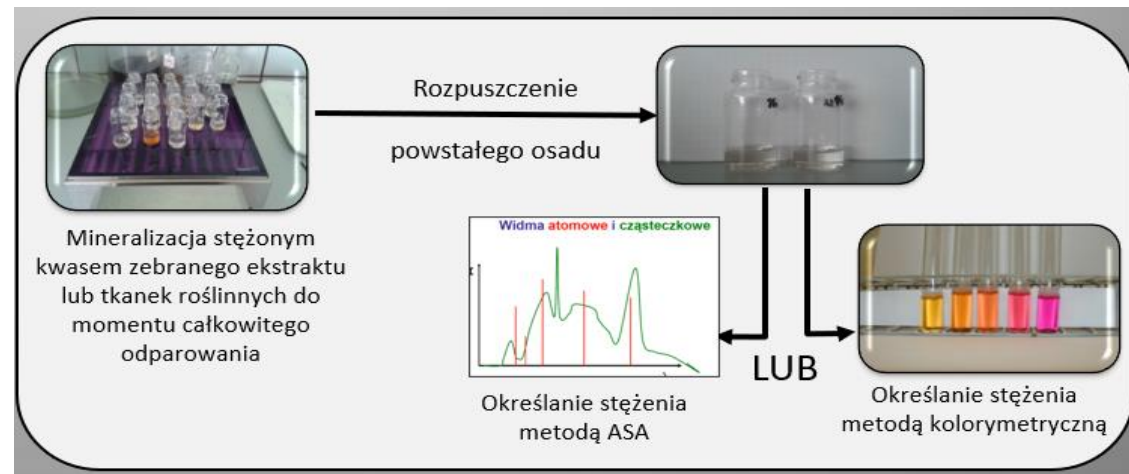 Mineralizacja stężonym
kwasem zebranego ekstraktu
lub tkanek roślinnych do
momentu całkowitego
odparowania
Rozpuszczenie
powstałego osadu
Widma atomowe i cząsteczkowe
LUB
Określanie stężenia
metodą ASA
Określanie stężenia
metodą kolorymetryczną